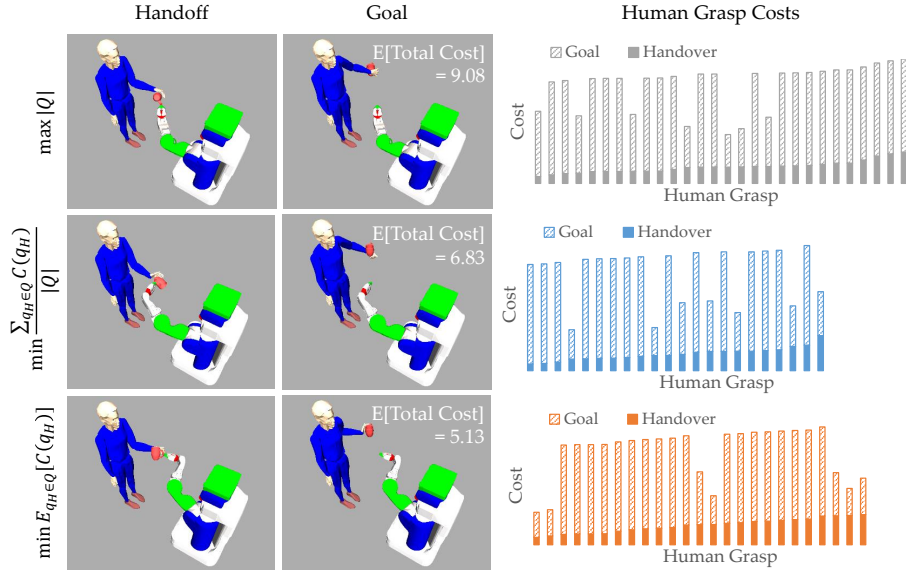 Handoff
Goal
Human Grasp Costs
max |Q|
E[Total Cost]
= 9.08
Goal
Handover
Cost
Human Grasp
min ∑_{q_H∈Q} C(q_H) / |Q|
E[Total Cost]
= 6.83
Goal
Handover
Cost
Human Grasp
min E_{q_H∈Q}[C(q_H)]
E[Total Cost]
= 5.13
Goal
Handover
Cost
Human Grasp